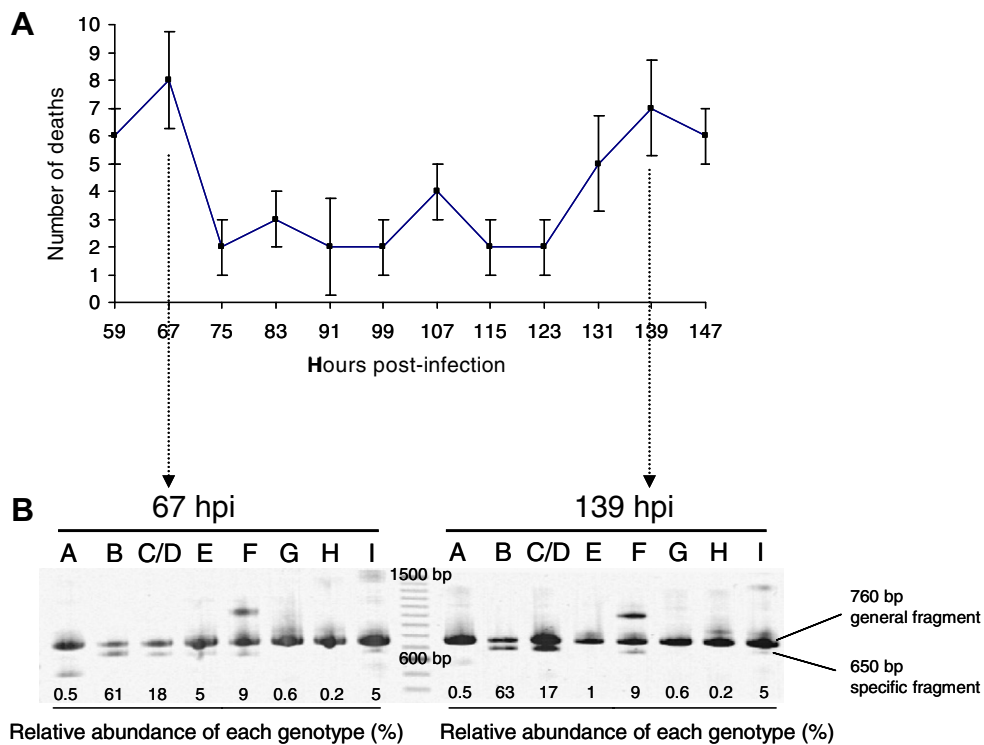 A
10
9
8
7
6
5
4
3
2
1
0
Number of deaths
59 67 75 83 91 99 107 115 123 131 139 147
Hours post-infection
B
67 hpi
139 hpi
A B C/D E F G H I
A B C/D E F G H I
1500 bp
600 bp
760 bp
general fragment
650 bp
specific fragment
0.5 61 18 5 9 0.6 0.2 5
0.5 63 17 1 9 0.6 0.2 5
Relative abundance of each genotype (%)
Relative abundance of each genotype (%)